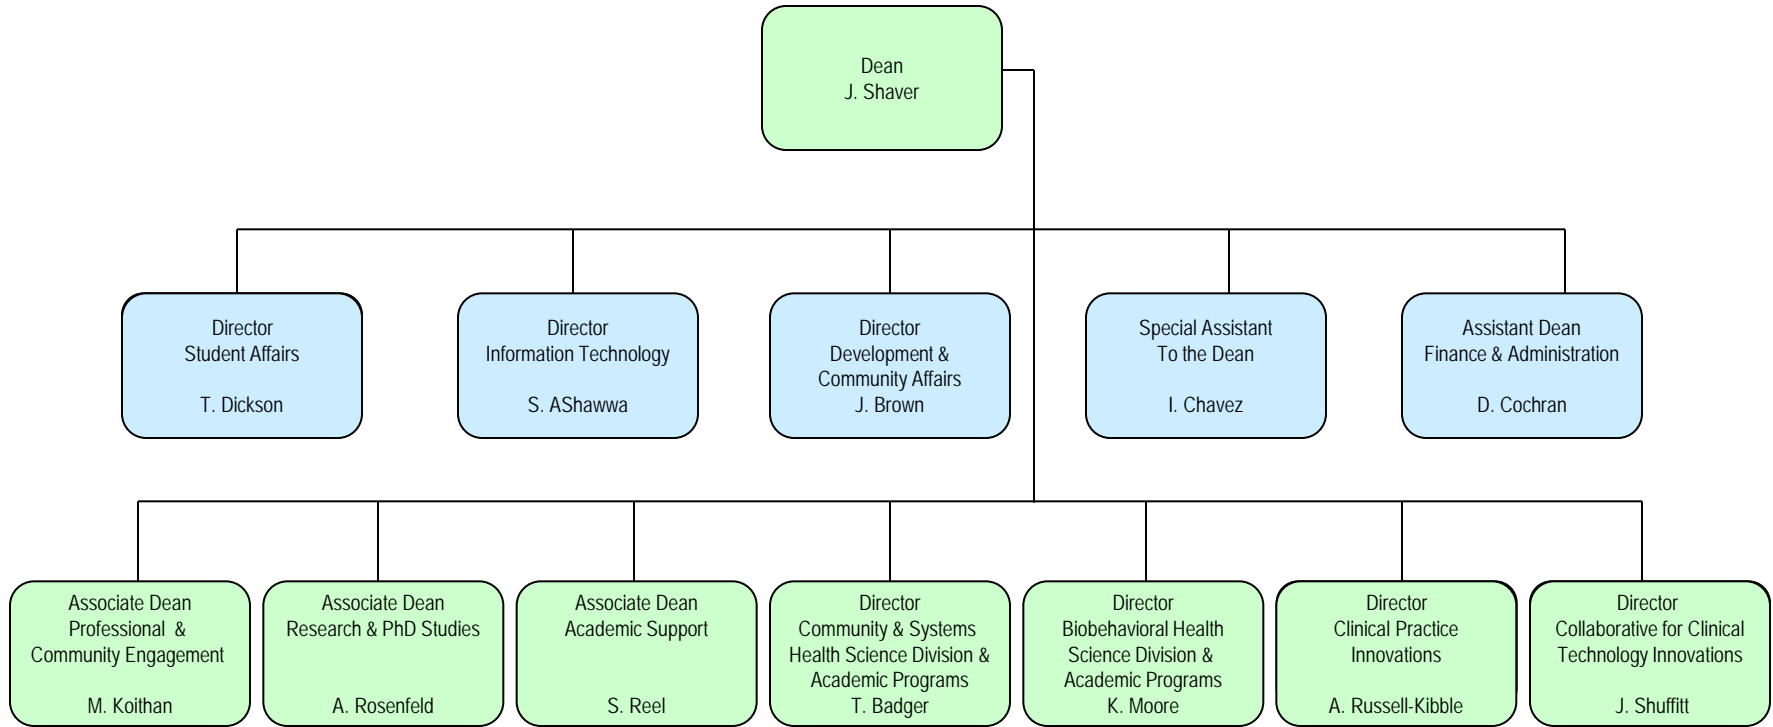 Dean
J. Shaver
Director
Student Affairs
T. Dickson
Director
Information Technology
S. AShawwa
Director
Development &
Community Affairs
J. Brown
Special Assistant
To the Dean
I. Chavez
Assistant Dean
Finance & Administration
D. Cochran
Associate Dean
Professional &
Community Engagement
M. Koithan
Associate Dean
Research & PhD Studies
A. Rosenfeld
Associate Dean
Academic Support
S. Reel
Director
Community & Systems
Health Science Division &
Academic Programs
T. Badger
Director
Biobehavioral Health
Science Division &
Academic Programs
K. Moore
Director
Clinical Practice
Innovations
A. Russell-Kibble
Director
Collaborative for Clinical
Technology Innovations
J. Shuffitt